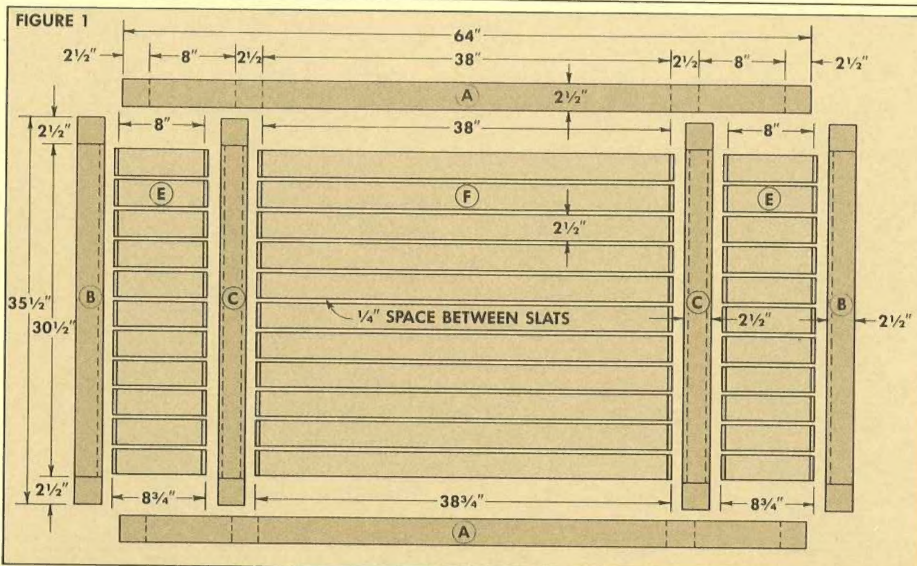 FIGURE 1
64"
2½" 8" 2½ 38" 2½ 8" 2½"
A
2½"
2½"
8"
38"
8"
E
F
E
2½"
35½"
30½"
B
C
¼" SPACE BETWEEN SLATS
C
2½"
B
2½"
2½"
8¾"
38¾"
8¾"
A